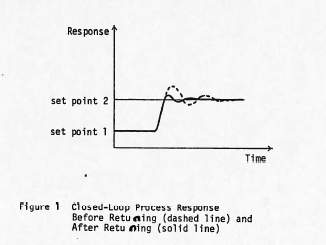 Response
set point 2
set point 1
Time
Figure 1 Closed-Loop Process Response
Before Retuning (dashed line) and
After Retuning (solid line)